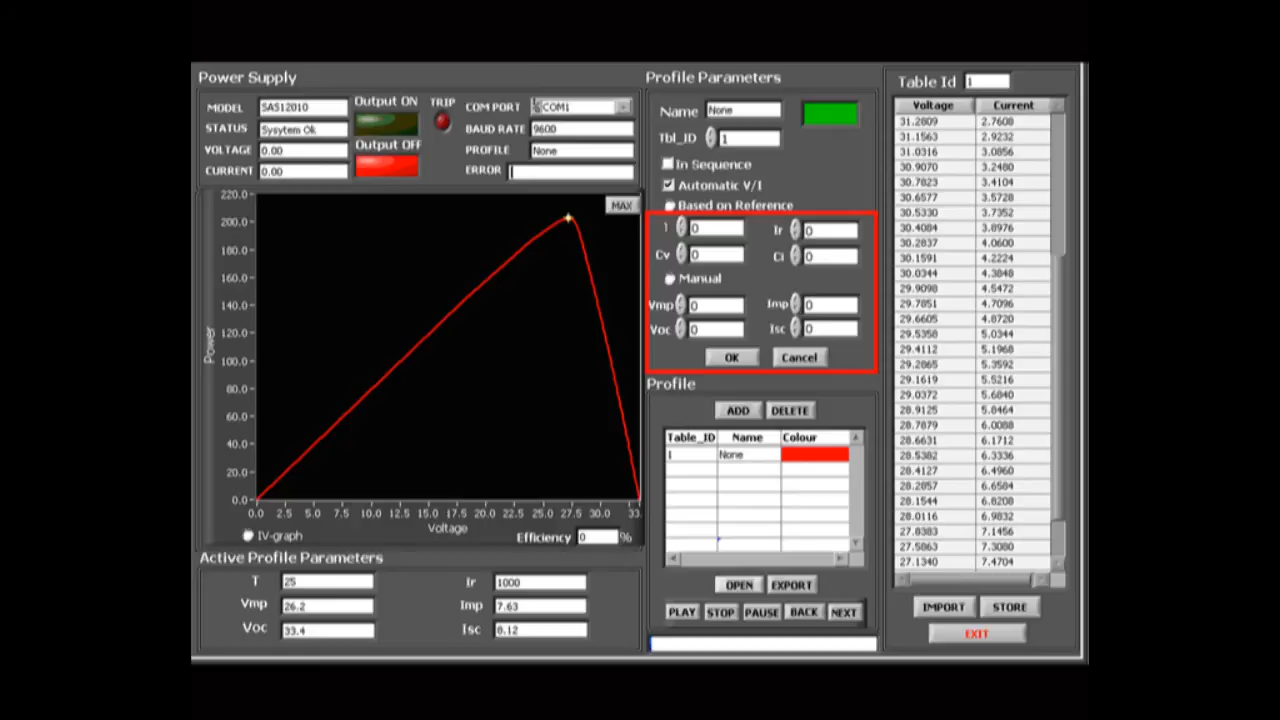 Power Supply
MODEL SAS12010 Output ON TRIP COM PORT COM1
STATUS Sysytem Ok BAUD RATE 9600
VOLTAGE 0.00 Output OFF PROFILE None
CURRENT 0.00 ERROR
MAX
220.0
200.0
180.0
160.0
140.0
120.0
100.0
80.0
60.0
40.0
20.0
0.0
Power
0.0 2.5 5.0 7.5 10.0 12.5 15.0 17.5 20.0 22.5 25.0 27.5 30.0 33.
Voltage
IV-graph Efficiency 0 %
Active Profile Parameters
T 25 Ir 1000
Vmp 26.2 Imp 7.63
Voc 33.4 Isc 8.12
Profile Parameters
Name None
Tbl_ID 1
In Sequence
Automatic V/I
Based on Reference
0 Ir 0
Cv 0 Ci 0
Manual
Vmp 0 Imp 0
Voc 0 Isc 0
OK Cancel
Profile
ADD DELETE
Table_ID Name Colour
1 None
OPEN EXPORT
PLAY STOP PAUSE BACK NEXT
Table Id 1
Voltage Current
31.2809 2.7608
31.1563 2.9232
31.0316 3.0856
30.9070 3.2480
30.7823 3.4104
30.6577 3.5728
30.5330 3.7352
30.4084 3.8976
30.2837 4.0600
30.1591 4.2224
30.0344 4.3848
29.9098 4.5472
29.7851 4.7096
29.6605 4.8720
29.5358 5.0344
29.4112 5.1968
29.2865 5.3592
29.1619 5.5216
29.0372 5.6840
28.9125 5.8464
28.7879 6.0088
28.6631 6.1712
28.5382 6.3336
28.4127 6.4960
28.2857 6.6584
28.1544 6.8208
28.0116 6.9832
27.8383 7.1456
27.5863 7.3080
27.1340 7.4704
IMPORT STORE
EXIT